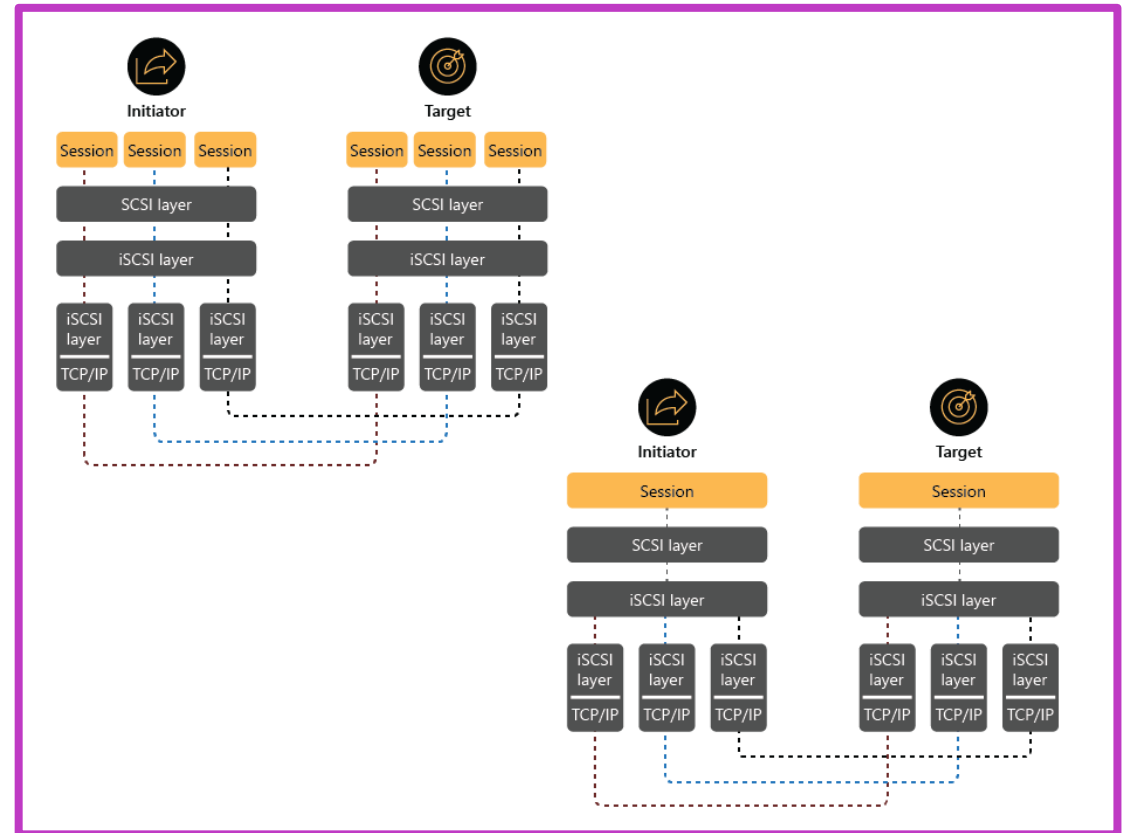 Initiator
Target
Session Session Session
Session Session Session
SCSI layer
SCSI layer
iSCSI layer
iSCSI layer
iSCSI iSCSI iSCSI
layer layer layer
TCP/IP TCP/IP TCP/IP
iSCSI iSCSI iSCSI
layer layer layer
TCP/IP TCP/IP TCP/IP
Initiator
Target
Session
Session
SCSI layer
SCSI layer
iSCSI layer
iSCSI layer
iSCSI iSCSI iSCSI
layer layer layer
TCP/IP TCP/IP TCP/IP
iSCSI iSCSI iSCSI
layer layer layer
TCP/IP TCP/IP TCP/IP